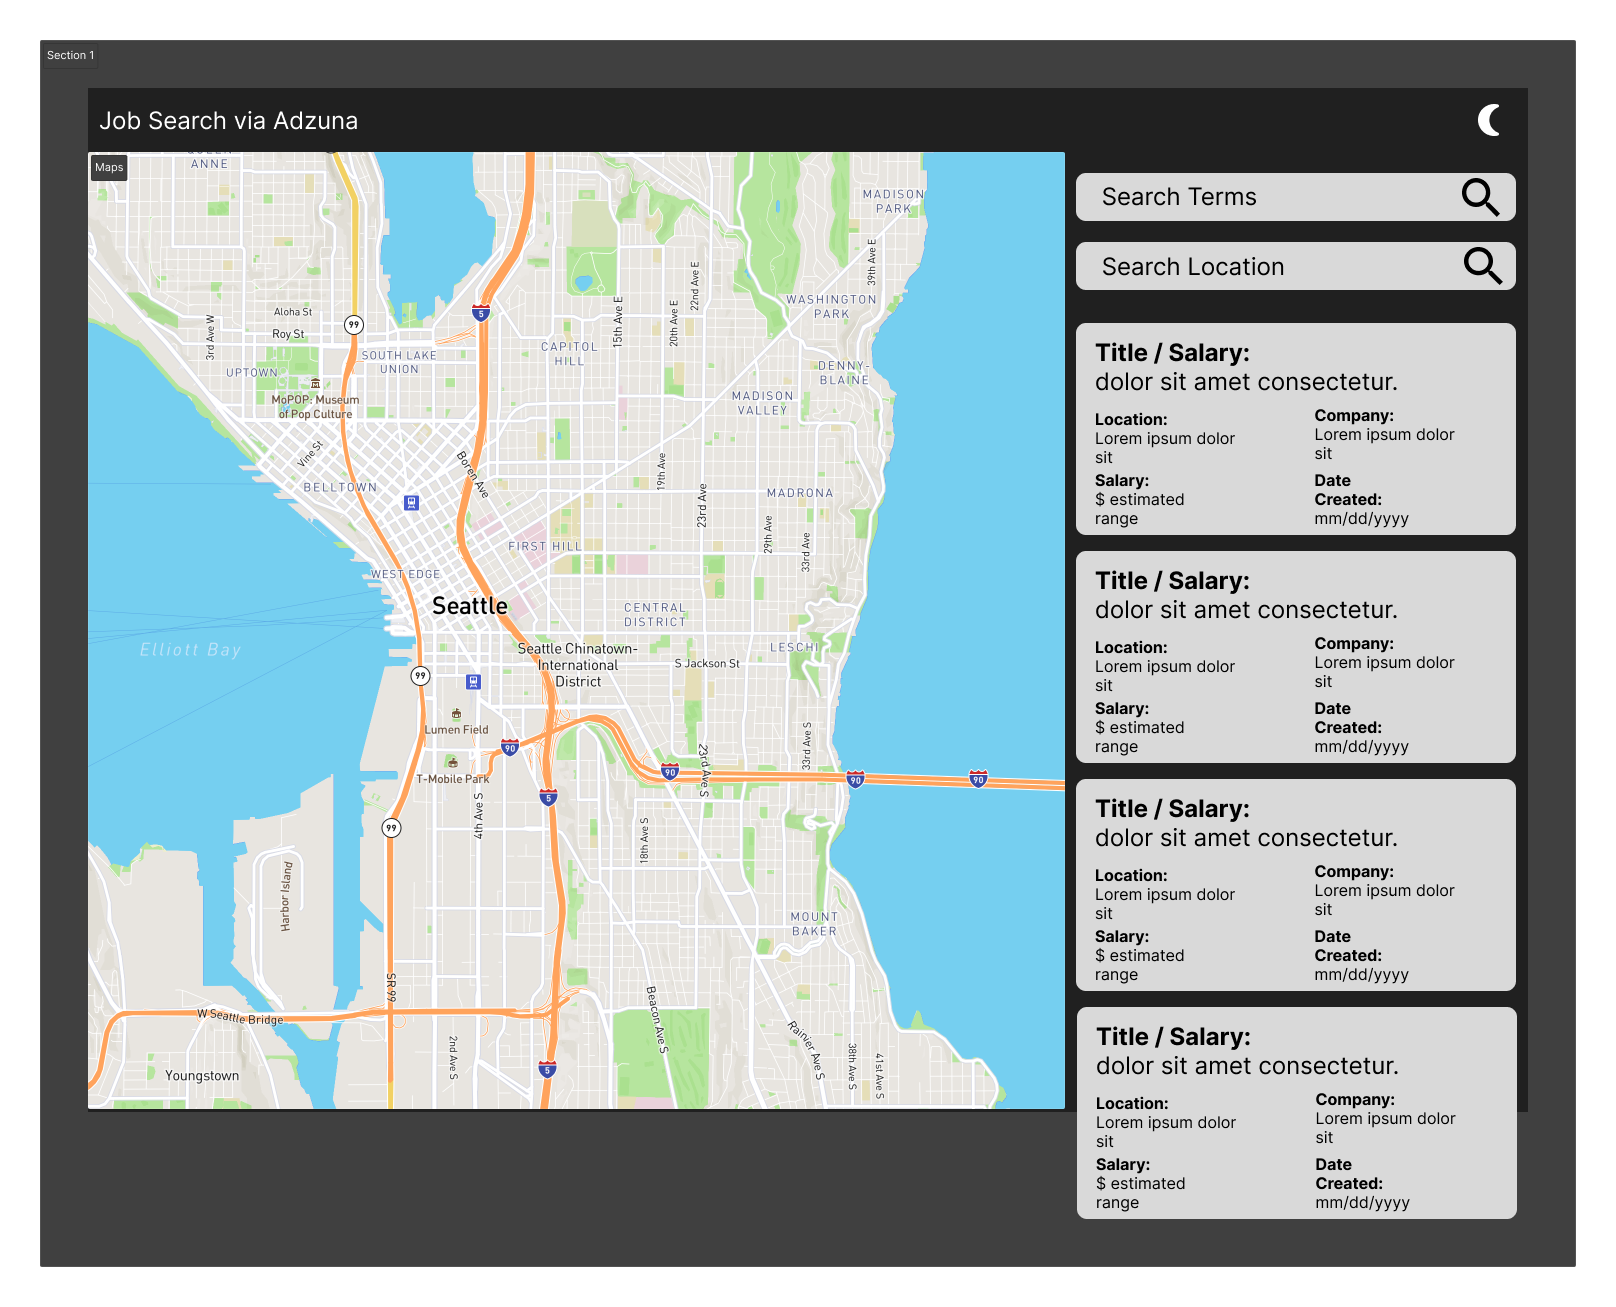 Section 1
Job Search via Adzuna
Maps
ANNE
MADISON
PARK
39th Ave E
22nd Ave E
WASHINGTON
PARK
15th Ave E
20th Ave E
Aloha St
3rd Ave W
Roy St
99
5
SOUTH LAKE
UNION
CAPITOL
HILL
UPTOWN
DENNY-
BLAINE
MoPOP: Museum
of Pop Culture
MADISON
VALLEY
Vine St
Boren Ave
19th Ave
BELLTOWN
23rd Ave
MADRONA
29th Ave
33rd Ave
FIRST HILL
WEST EDGE
Seattle
CENTRAL
DISTRICT
Elliott Bay
Seattle Chinatown-
International
District
S Jackson St
LESCHI
99
Lumen Field
90
33rd Ave S
23rd Ave S
90
90
90
T-Mobile Park
5
4th Ave S
99
18th Ave S
Harbor Island
MOUNT
BAKER
SR 99
W Seattle Bridge
Beacon Ave S
Rainier Ave S
2nd Ave S
38th Ave S
41st Ave S
5
Youngstown
Search Terms
Search Location
Title / Salary:
dolor sit amet consectetur.
Location:
Lorem ipsum dolor
sit
Company:
Lorem ipsum dolor
sit
Salary:
$ estimated
range
Date
Created:
mm/dd/yyyy
Title / Salary:
dolor sit amet consectetur.
Location:
Lorem ipsum dolor
sit
Company:
Lorem ipsum dolor
sit
Salary:
$ estimated
range
Date
Created:
mm/dd/yyyy
Title / Salary:
dolor sit amet consectetur.
Location:
Lorem ipsum dolor
sit
Company:
Lorem ipsum dolor
sit
Salary:
$ estimated
range
Date
Created:
mm/dd/yyyy
Title / Salary:
dolor sit amet consectetur.
Location:
Lorem ipsum dolor
sit
Company:
Lorem ipsum dolor
sit
Salary:
$ estimated
range
Date
Created:
mm/dd/yyyy